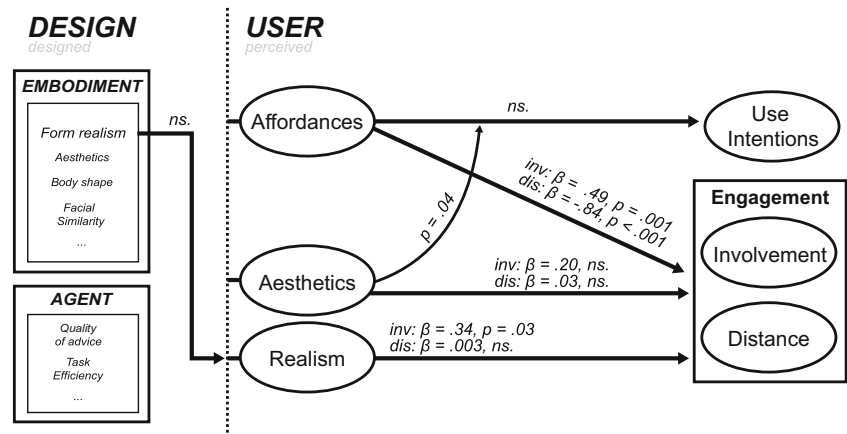 DESIGN
designed
USER
perceived
EMBODIMENT
Form realism
Aesthetics
Body shape
Facial
Similarity
...
AGENT
Quality
of advice
Task
Efficiency
...
ns.
Affordances
ns.
Use
Intentions
inv: β = .49, p = .001
dis: β = -.84, p < .001
p = .04
Engagement
Involvement
Distance
Aesthetics
inv: β = .20, ns.
dis: β = .03, ns.
Realism
inv: β = .34, p = .03
dis: β = .003, ns.